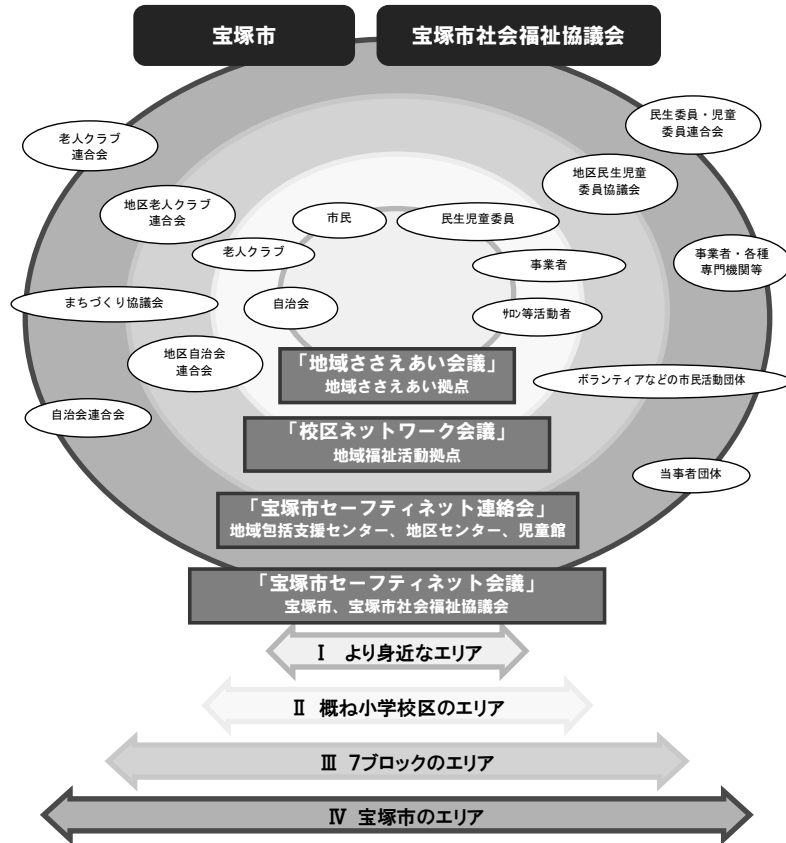 宝塚市
宝塚市社会福祉協議会
老人クラブ
連合会
民生委員・児童
委員連合会
地区民生児童
委員協議会
地区老人クラブ
連合会
市民
民生児童委員
老人クラブ
事業者
事業者・各種
専門機関等
まちづくり協議会
自治会
サロン等活動者
地区自治会
連合会
「地域ささえあい会議」
地域ささえあい拠点
ボランティアなどの市民活動団体
自治会連合会
「校区ネットワーク会議」
地域福祉活動拠点
当事者団体
「宝塚市セーフティネット連絡会」
地域包括支援センター、地区センター、児童館
「宝塚市セーフティネット会議」
宝塚市、宝塚市社会福祉協議会
Ⅰ より身近なエリア
Ⅱ 概ね小学校区のエリア
Ⅲ 7ブロックのエリア
Ⅳ 宝塚市のエリア